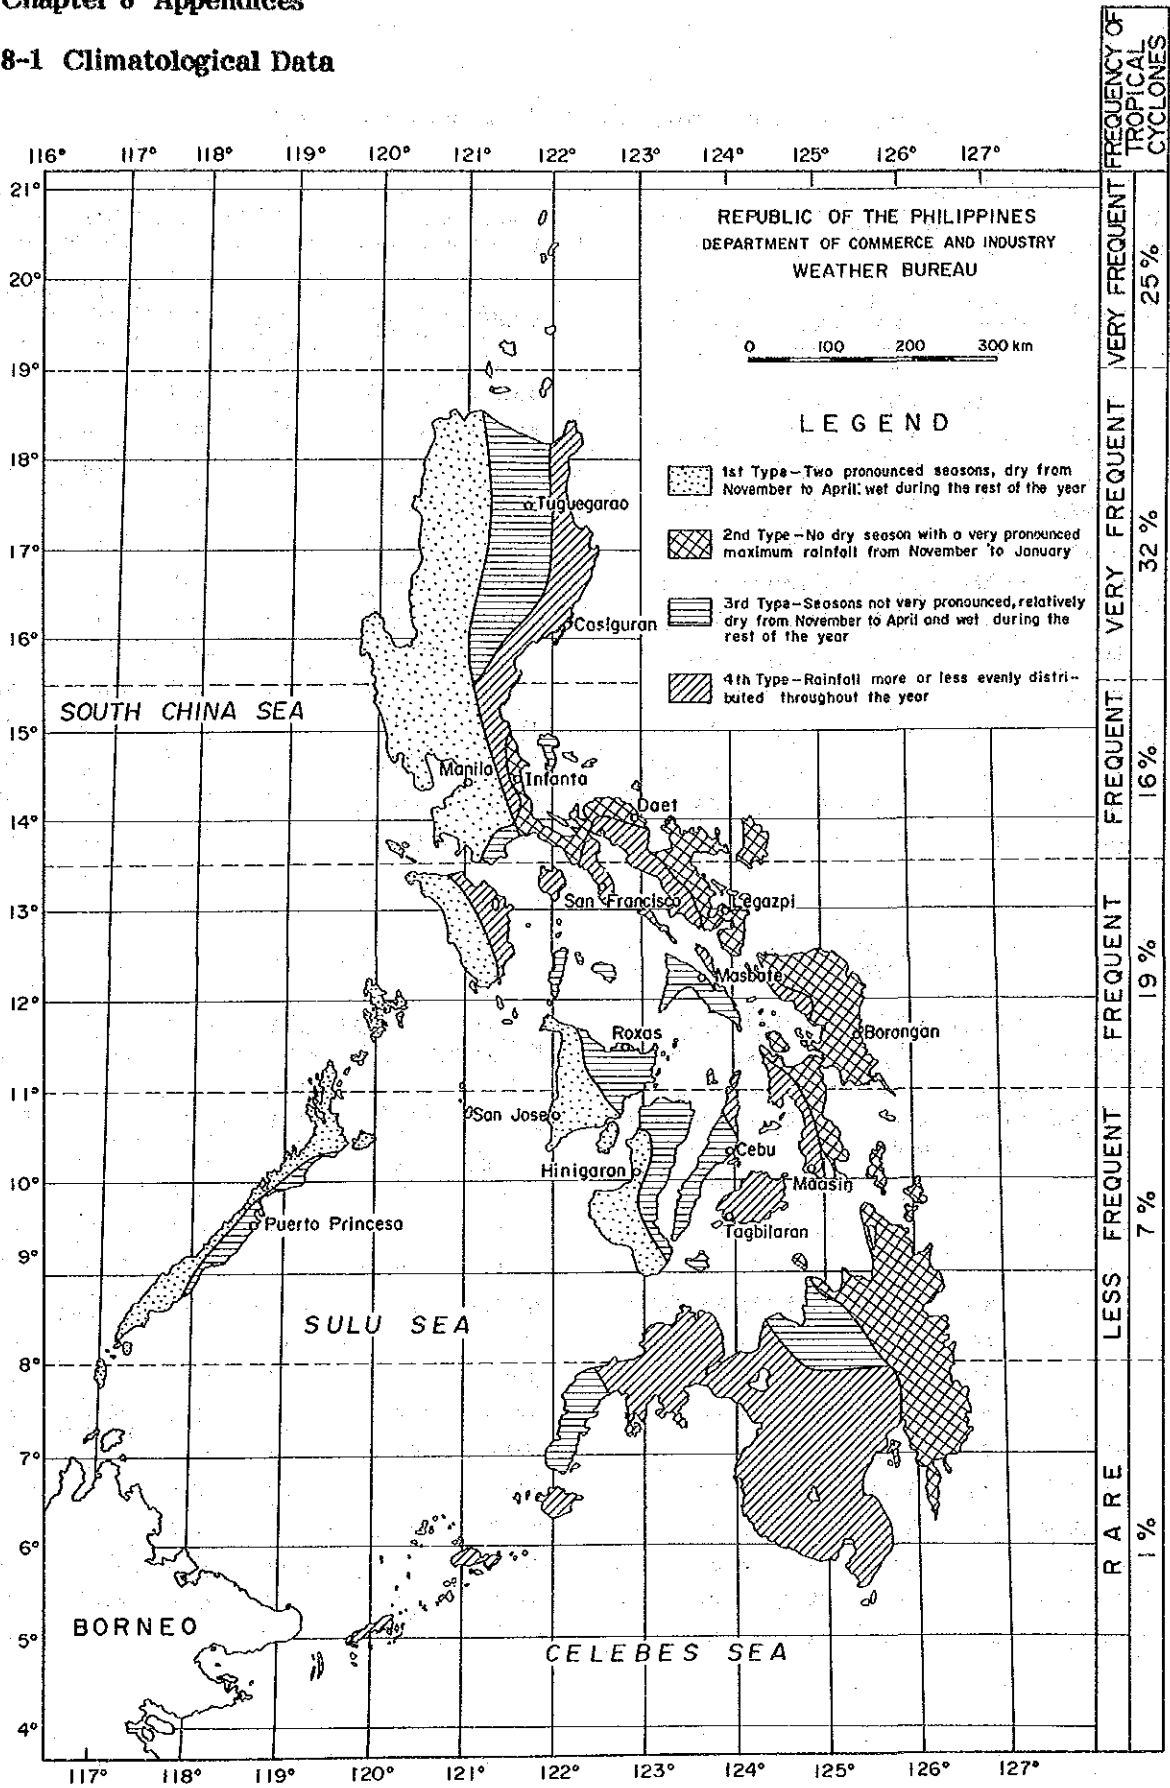 Chapter 8 Appendices
8-1 Climatological Data
FREQUENCY OF
TROPICAL
CYCLONES
116° 117° 118° 119° 120° 121° 122° 123° 124° 125° 126° 127°
21°
20°
19°
18°
17°
16°
15°
14°
13°
12°
11°
10°
9°
8°
7°
6°
5°
4°
REPUBLIC OF THE PHILIPPINES
DEPARTMENT OF COMMERCE AND INDUSTRY
WEATHER BUREAU
0 100 200 300 km
LEGEND
1st Type-Two pronounced seasons, dry from
November to April: wet during the rest of the year
2nd Type-No dry season with a very pronounced
maximum rainfall from November to January
3rd Type-Seasons not very pronounced, relatively
dry from November to April and wet during the
rest of the year
4th Type-Rainfall more or less evenly distri-
buted throughout the year
Tuguegarao
Casiguran
SOUTH CHINA SEA
Manila
Infanta
Daet
San Francisco
Legazpi
Masbate
Roxas
Borongan
San Jose
Cebu
Hinigaran
Maasin
Puerto Princesa
Tagbilaran
SULU SEA
BORNEO
CELEBES SEA
VERY FREQUENT
25%
VERY FREQUENT
32%
FREQUENT
16%
LESS FREQUENT
19%
LESS FREQUENT
7%
RARE
1%
117° 118° 119° 120° 121° 122° 123° 124° 125° 126° 127°